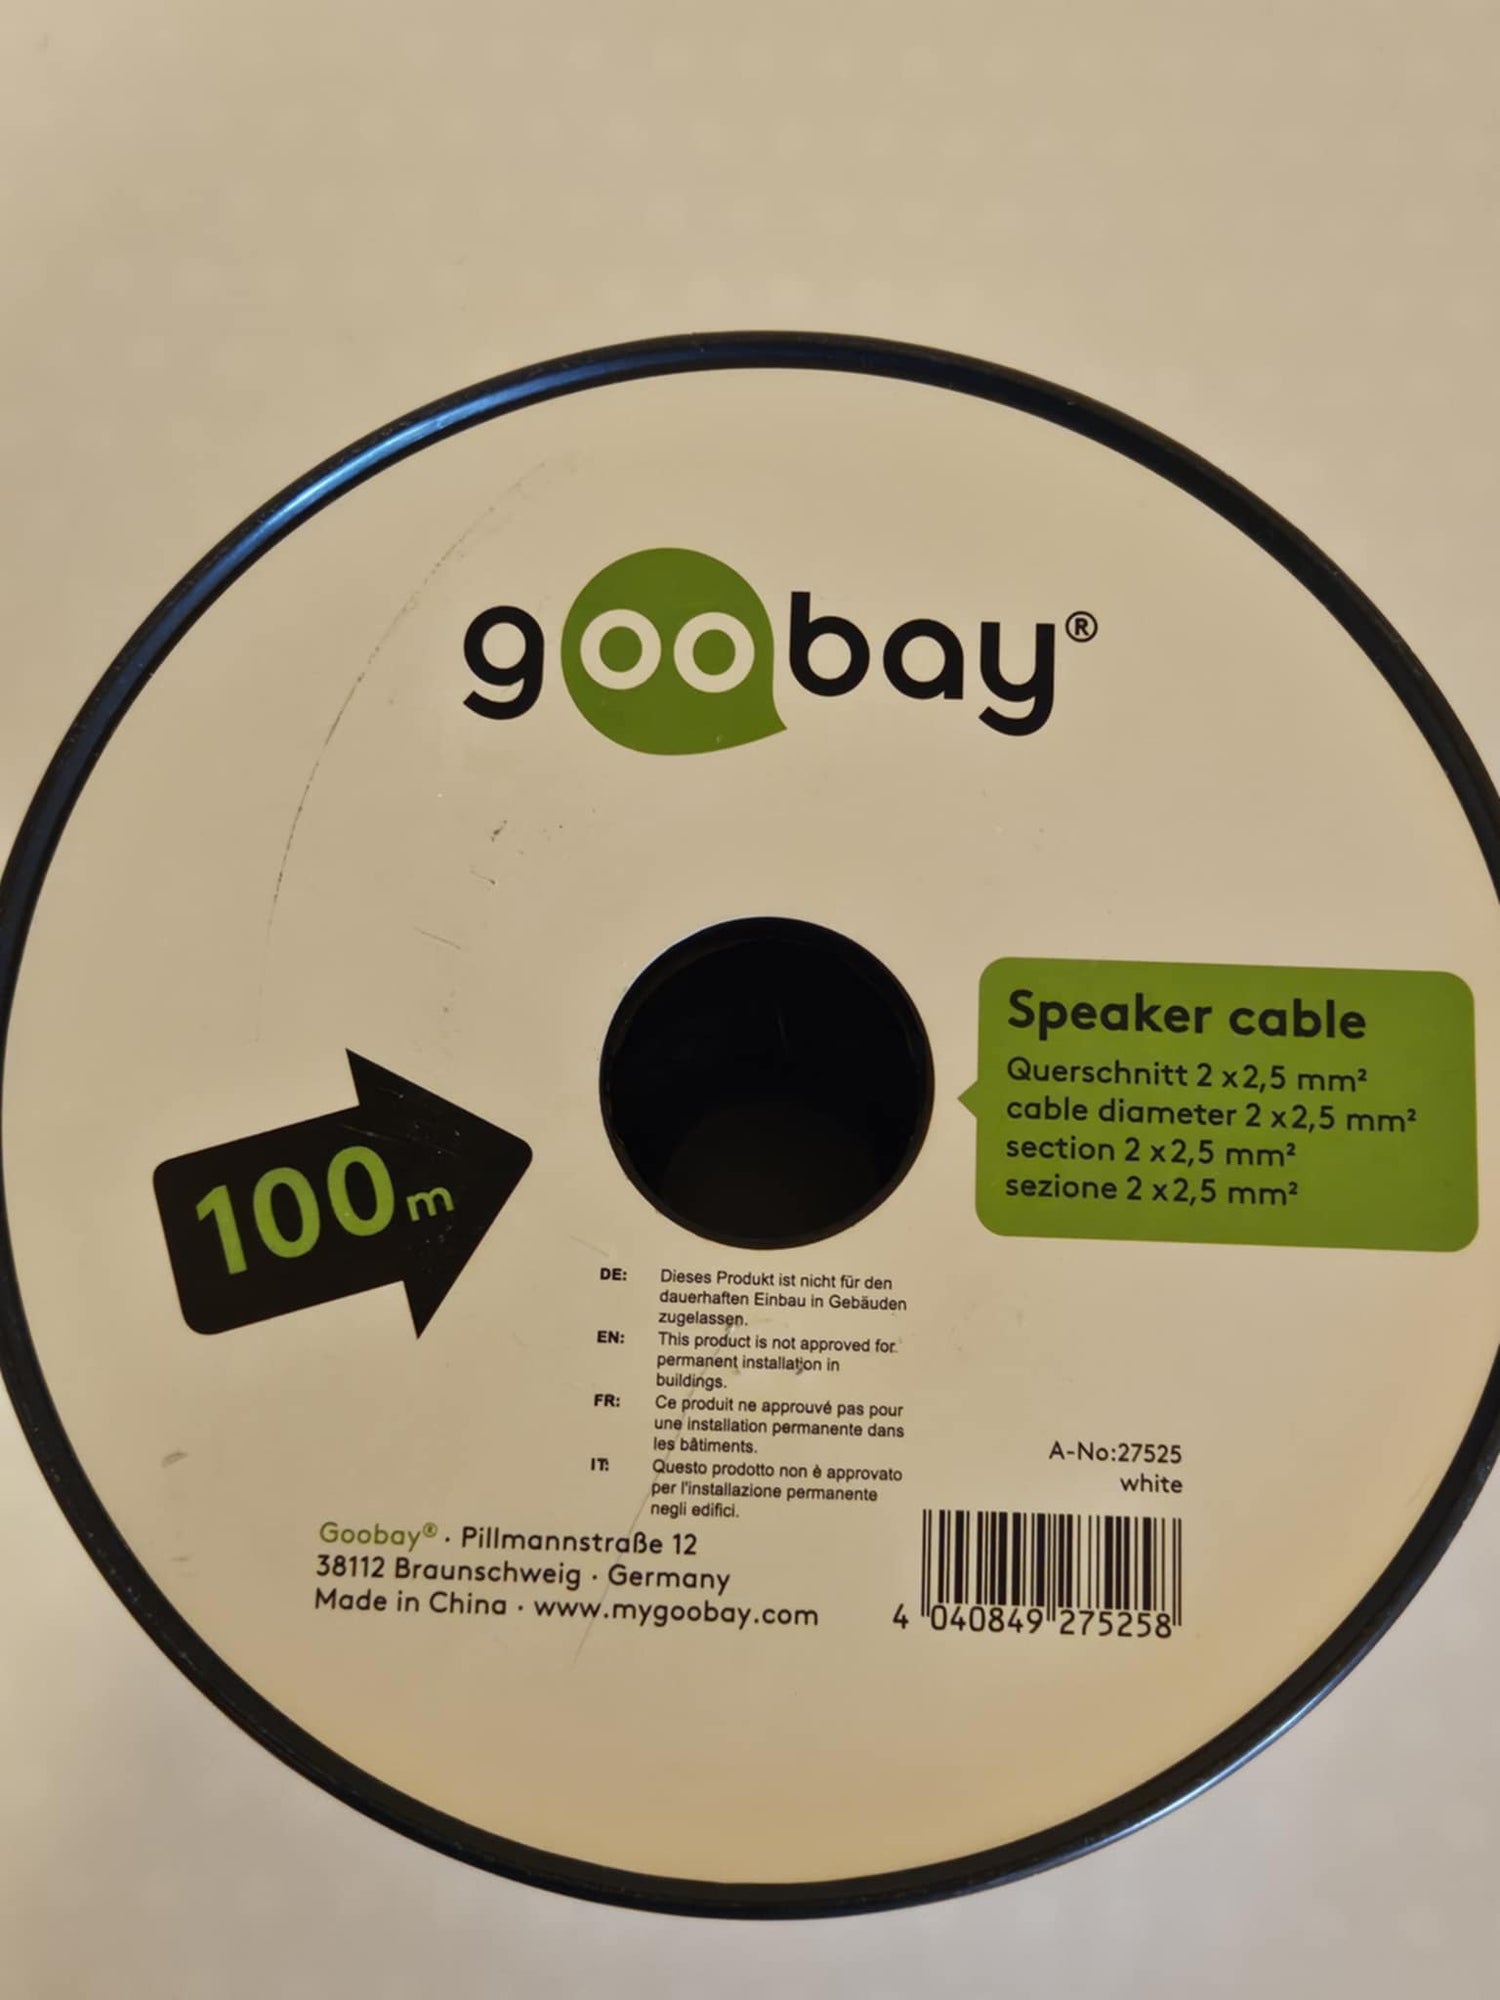 goobay®
Speaker cable
Querschnitt 2 x 2,5 mm²
cable diameter 2 x 2,5 mm²
section 2 x 2,5 mm²
sezione 2 x 2,5 mm²
100m
DE: Dieses Produkt ist nicht für den
dauerhaften Einbau in Gebäuden
zugelassen.
EN: This product is not approved for
permanent installation in
buildings.
FR: Ce produit ne approuvé pas pour
une installation permanente dans
les bâtiments.
IT: Questo prodotto non è approvato
per l'installazione permanente
negli edifici.
A-No:27525
white
Goobay® · Pillmannstraße 12
38112 Braunschweig · Germany
Made in China · www.mygoobay.com
4 040849 275258